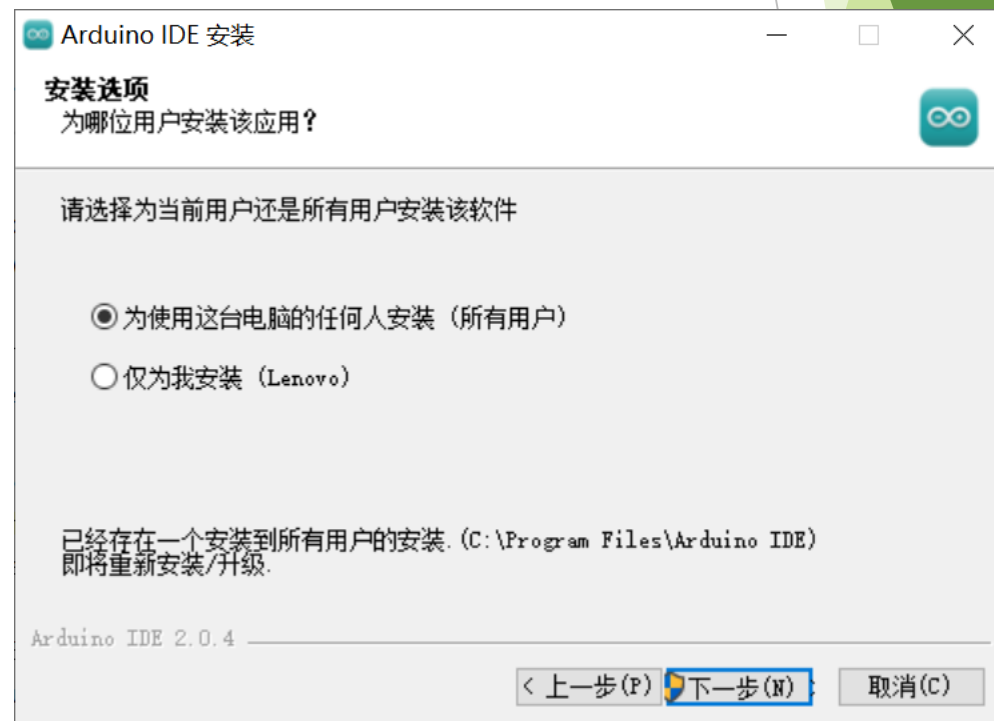 Arduino IDE 安装
安装选项
为哪位用户安装该应用?
请选择为当前用户还是所有用户安装该软件
为使用这台电脑的任何人安装（所有用户）
仅为我安装（Lenovo）
已经存在一个安装到所有用户的安装.(C:\Program Files\Arduino IDE)
即将重新安装/升级.
Arduino IDE 2.0.4
< 上一步(P) 下一步(N) 取消(C)